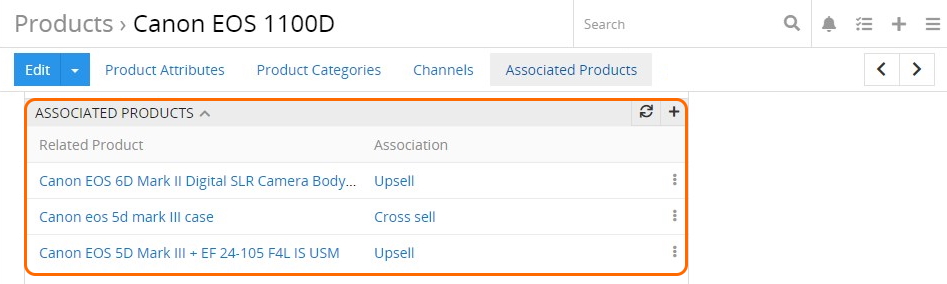 Products › Canon EOS 1100D
Search
Edit
Product Attributes
Product Categories
Channels
Associated Products
ASSOCIATED PRODUCTS
Related Product
Association
Canon EOS 6D Mark II Digital SLR Camera Body...
Upsell
Canon eos 5d mark III case
Cross sell
Canon EOS 5D Mark III + EF 24-105 F4L IS USM
Upsell